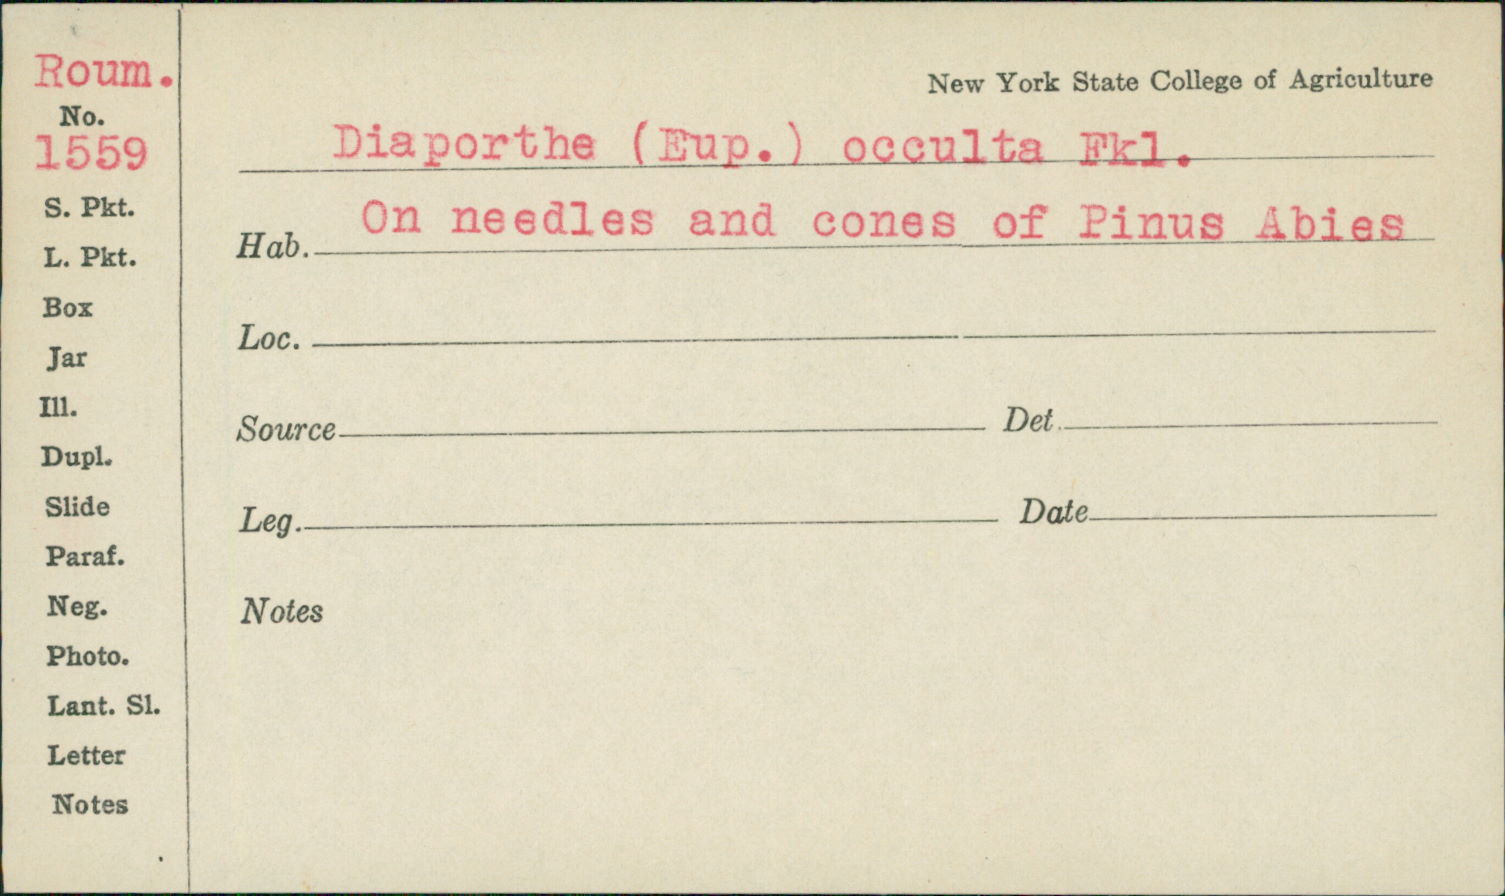 Roum.
No.
1559
S. Pkt.
L. Pkt.
Box
Jar
Ill.
Dupl.
Slide
Paraf.
Neg.
Photo.
Lant. Sl.
Letter
Notes
New York State College of Agriculture
Diaporthe (Eup.) occulta Fkl.
Hab. On needles and cones of Pinus Abies
Loc.
Source Det.
Leg. Date
Notes